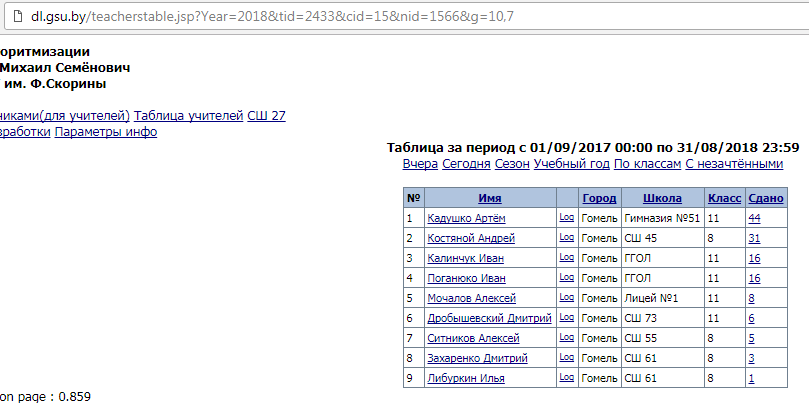 dl.gsu.by/teacherstable.jsp?Year=2018&tid=2433&cid=15&nid=1566&g=10,7
оритмизации
Михаил Семёнович
им. Ф.Скорины
никами(для учителей) Таблица учителей СШ 27
зработки Параметры инфо
Таблица за период с 01/09/2017 00:00 по 31/08/2018 23:59
Вчера Сегодня Сезон Учебный год По классам С незачтёнными
№ Имя Город Школа Класс Сдано
1 Кадушко Артём Log Гомель Гимназия №51 11 44
2 Костяной Андрей Log Гомель СШ 45 8 31
3 Калинчук Иван Log Гомель ГГОЛ 11 16
4 Поганюко Иван Log Гомель ГГОЛ 11 16
5 Мочалов Алексей Log Гомель Лицей №1 11 8
6 Дробышевский Дмитрий Log Гомель СШ 73 11 6
7 Ситников Алексей Log Гомель СШ 55 8 5
8 Захаренко Дмитрий Log Гомель СШ 61 8 3
9 Либуркин Илья Log Гомель СШ 61 8 1
on page : 0.859